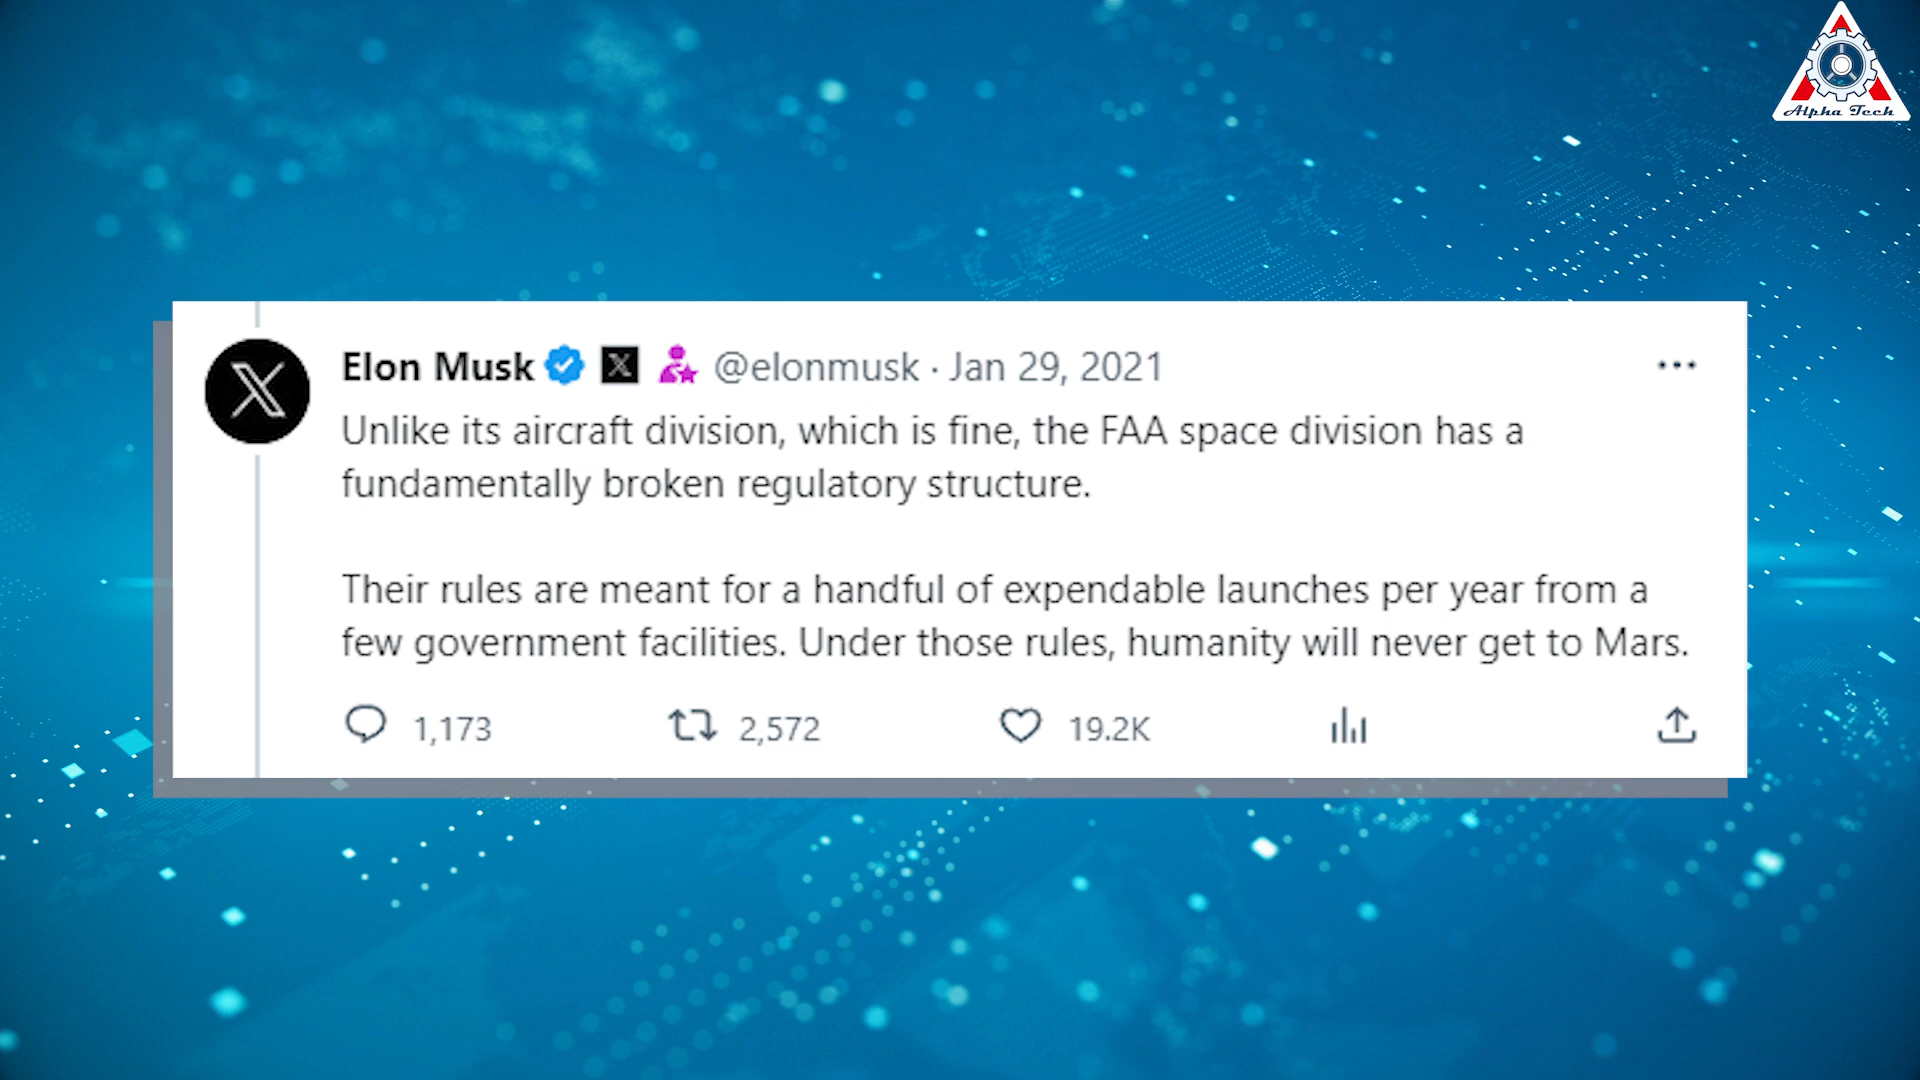 Alpha Tech
Elon Musk @elonmusk · Jan 29, 2021
Unlike its aircraft division, which is fine, the FAA space division has a
fundamentally broken regulatory structure.
Their rules are meant for a handful of expendable launches per year from a
few government facilities. Under those rules, humanity will never get to Mars.
1,173 2,572 19.2K